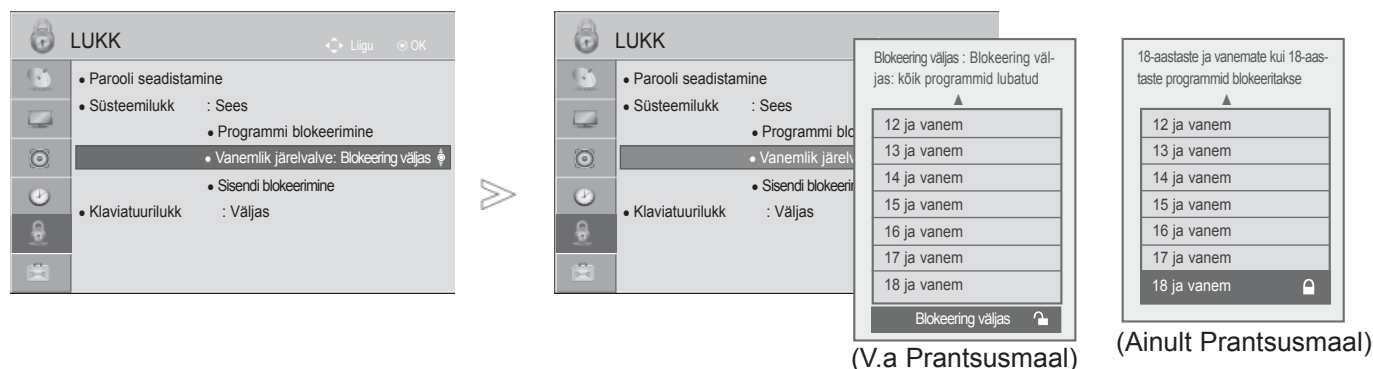 LUKK
Liigu
OK
• Parooli seadistamine
• Süsteemilukk : Sees
• Programmi blokeerimine
• Vanemlik järelvalve: Blokeering väljas
• Sisendi blokeerimine
• Klaviatuurilukk : Väljas
LUKK
• Parooli seadistamine
• Süsteemilukk : Sees
• Programmi blo
• Vanemlik järelv
• Sisendi blokeerin
• Klaviatuurilukk : Väljas
Blokeering väljas : Blokeering väl-
jas: kõik programmid lubatud
12 ja vanem
13 ja vanem
14 ja vanem
15 ja vanem
16 ja vanem
17 ja vanem
18 ja vanem
Blokeering väljas
(V.a Prantsusmaal)
18-aastaste ja vanemate kui 18-aas-
taste programmid blokeeritakse
12 ja vanem
13 ja vanem
14 ja vanem
15 ja vanem
16 ja vanem
17 ja vanem
18 ja vanem
(Ainult Prantsusmaal)